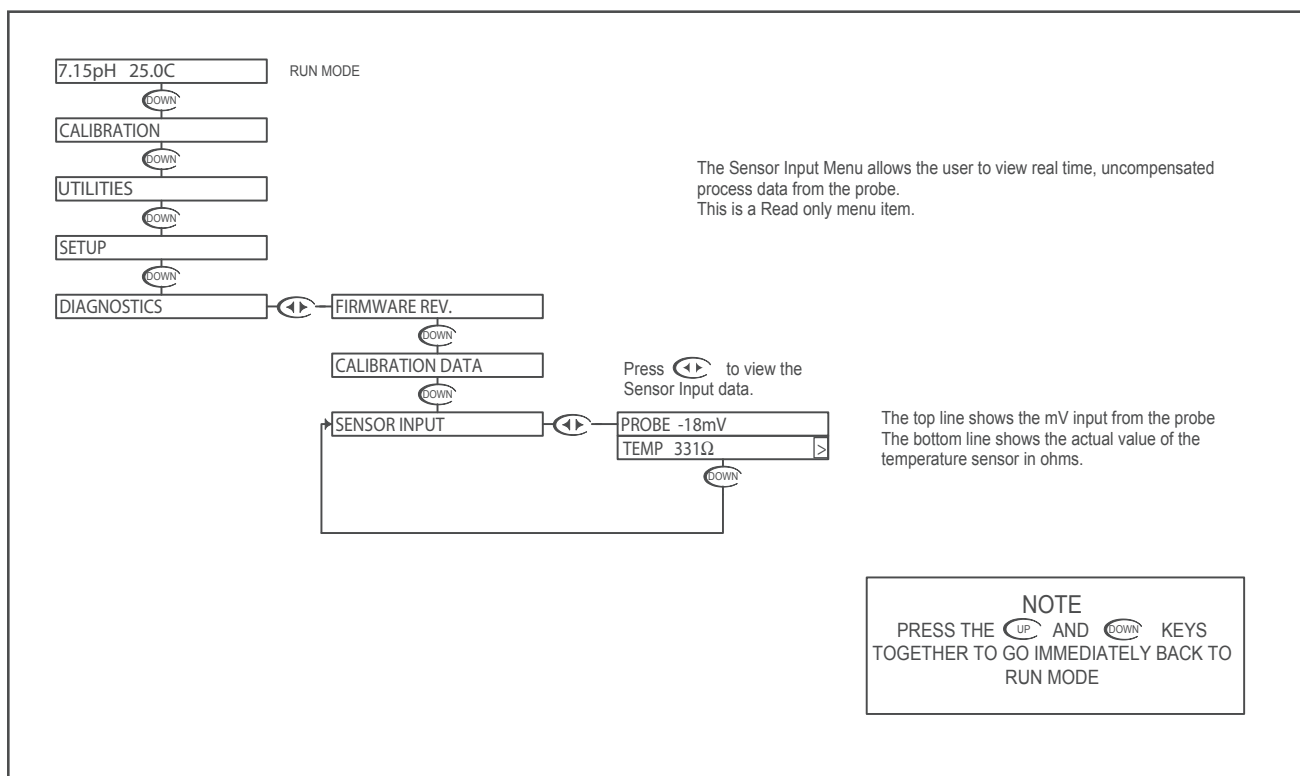 7.15pH 25.0C
RUN MODE
DOWN
CALIBRATION
DOWN
UTILITIES
DOWN
SETUP
DOWN
DIAGNOSTICS
FIRMWARE REV.
DOWN
CALIBRATION DATA
DOWN
SENSOR INPUT
Press to view the
Sensor Input data.
PROBE -18mV
TEMP 331Ω >
DOWN
The Sensor Input Menu allows the user to view real time, uncompensated
process data from the probe.
This is a Read only menu item.
The top line shows the mV input from the probe
The bottom line shows the actual value of the
temperature sensor in ohms.
NOTE
PRESS THE UP AND DOWN KEYS
TOGETHER TO GO IMMEDIATELY BACK TO
RUN MODE